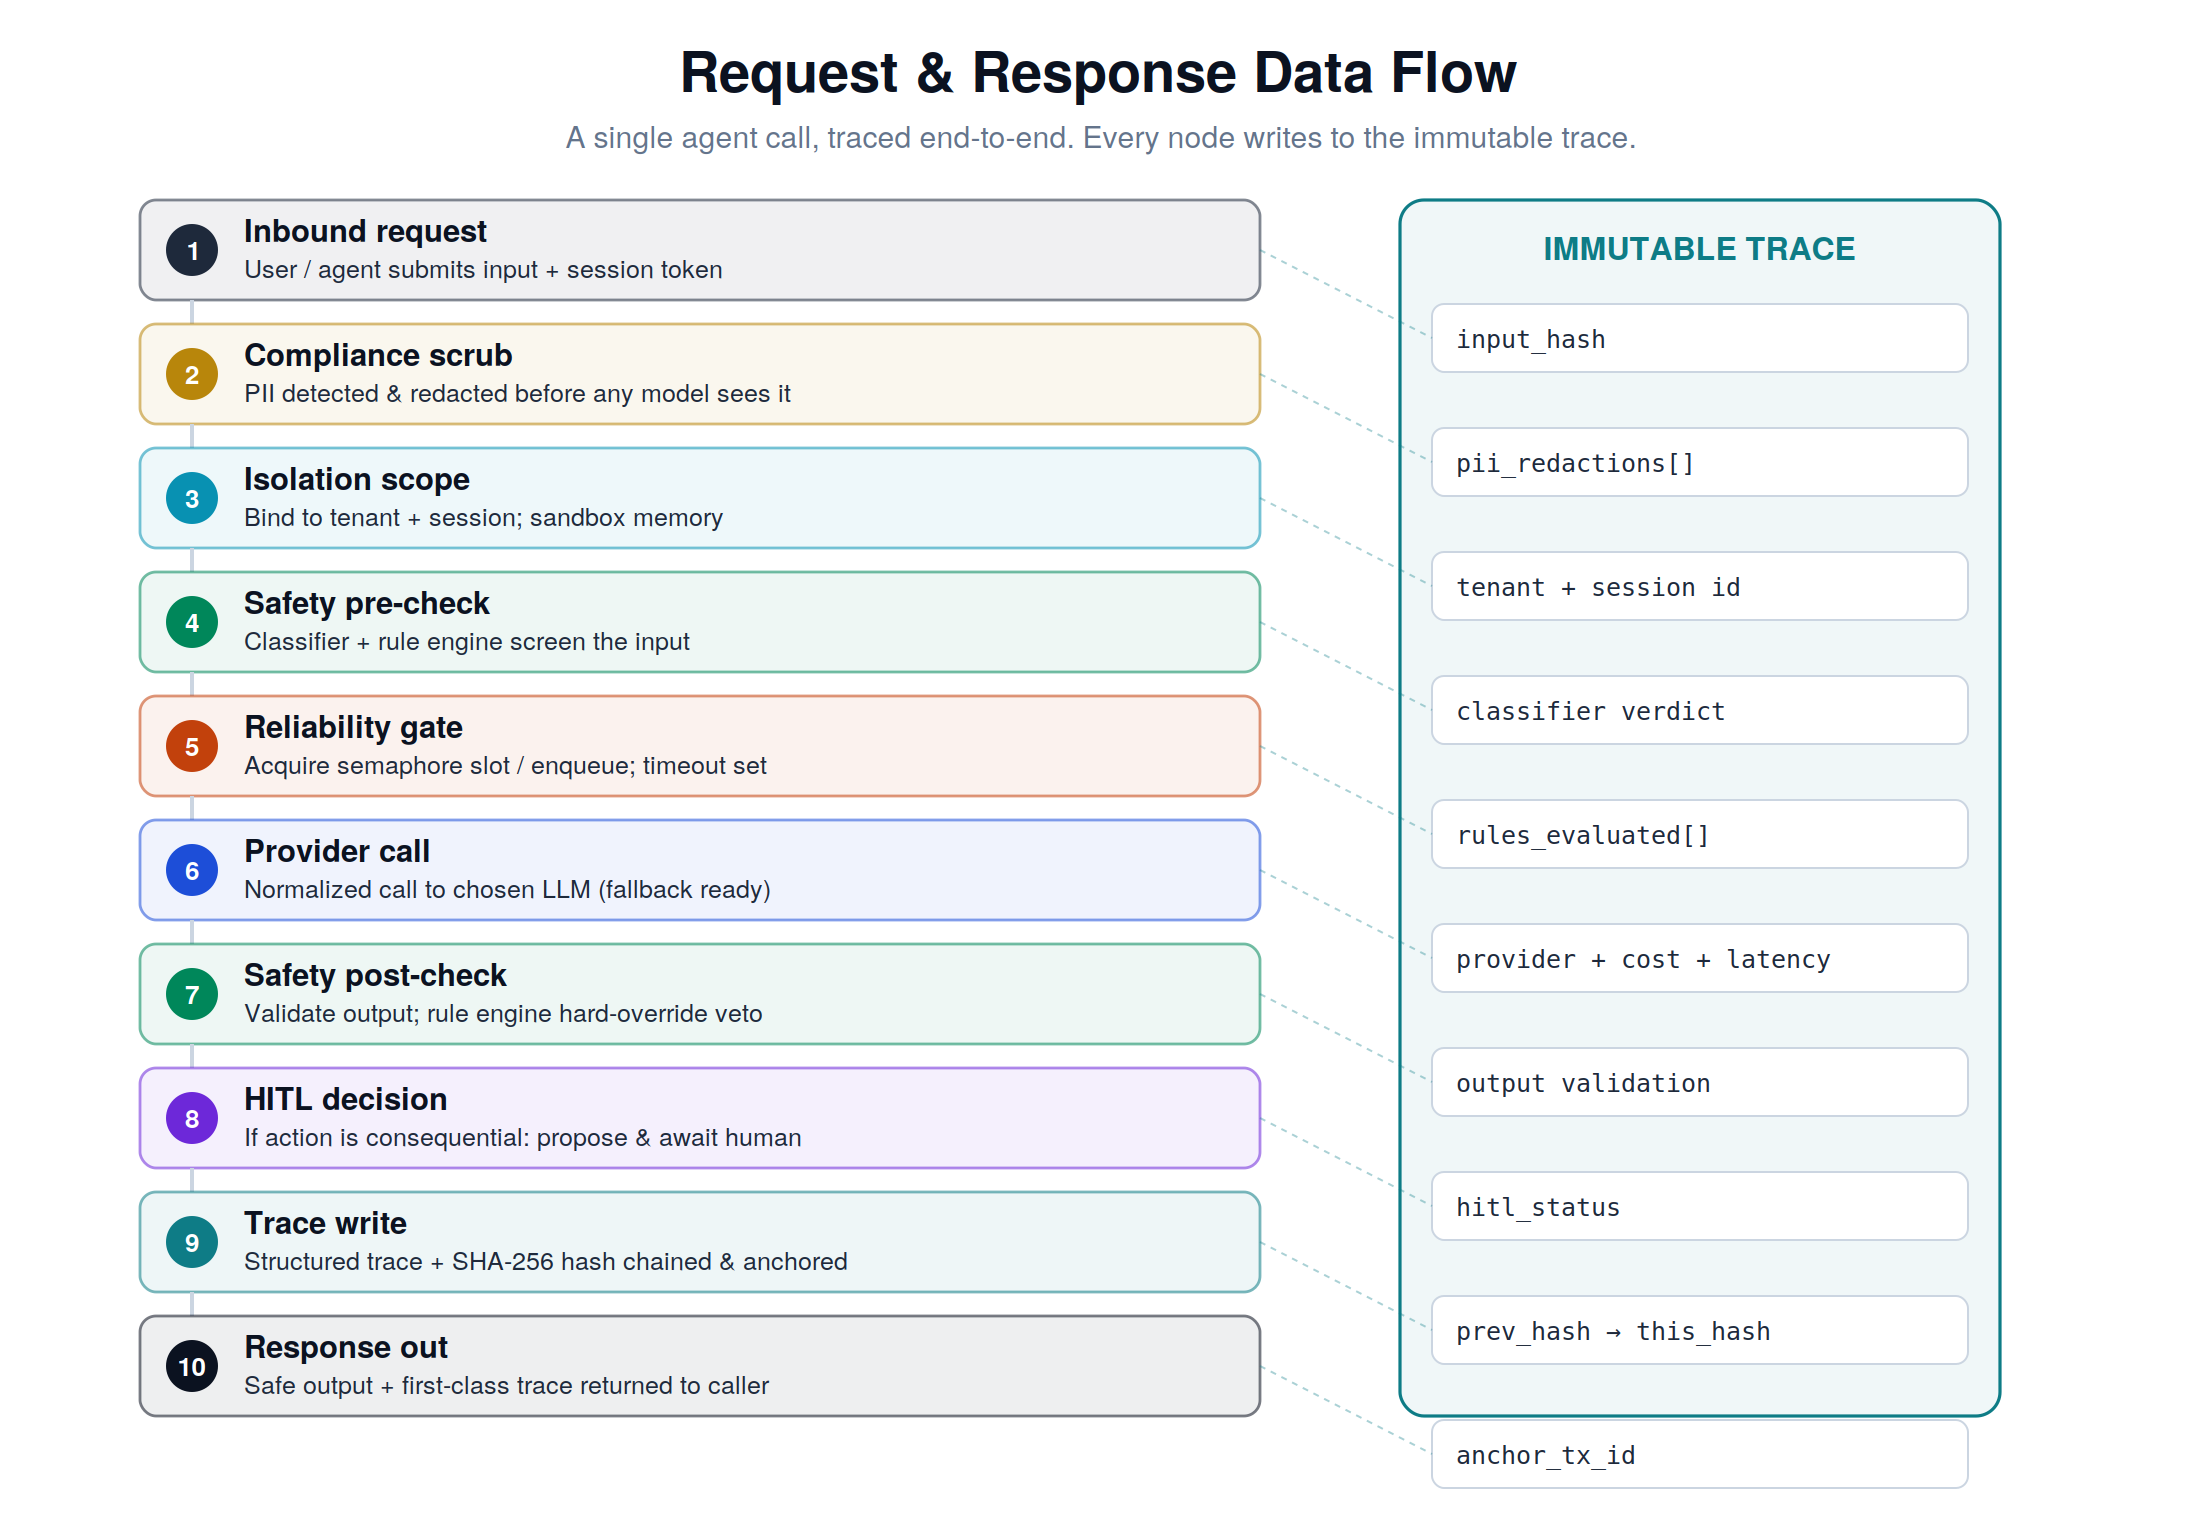 Request & Response Data Flow
A single agent call, traced end-to-end. Every node writes to the immutable trace.
1
Inbound request
User / agent submits input + session token
2
Compliance scrub
PII detected & redacted before any model sees it
3
Isolation scope
Bind to tenant + session; sandbox memory
4
Safety pre-check
Classifier + rule engine screen the input
5
Reliability gate
Acquire semaphore slot / enqueue; timeout set
6
Provider call
Normalized call to chosen LLM (fallback ready)
7
Safety post-check
Validate output; rule engine hard-override veto
8
HITL decision
If action is consequential: propose & await human
9
Trace write
Structured trace + SHA-256 hash chained & anchored
10
Response out
Safe output + first-class trace returned to caller
IMMUTABLE TRACE
input_hash
pii_redactions[]
tenant + session id
classifier verdict
rules_evaluated[]
provider + cost + latency
output validation
hitl_status
prev_hash → this_hash
anchor_tx_id